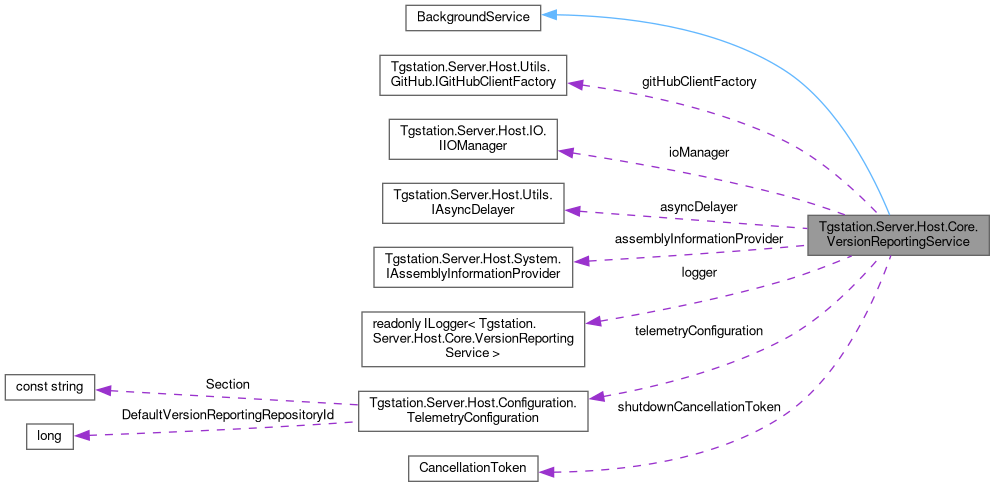 BackgroundService
Tgstation.Server.Host.Utils.
GitHub.IGitHubClientFactory
gitHubClientFactory
Tgstation.Server.Host.IO.
IIOManager
ioManager
Tgstation.Server.Host.Utils.
IAsyncDelayer
asyncDelayer
Tgstation.Server.Host.Core.
VersionReportingService
assemblyInformationProvider
Tgstation.Server.Host.System.
IAssemblyInformationProvider
logger
readonly ILogger< Tgstation.
Server.Host.Core.VersionReporting
Service >
telemetryConfiguration
const string
Section
Tgstation.Server.Host.Configuration.
TelemetryConfiguration
DefaultVersionReportingRepositoryId
long
shutdownCancellationToken
CancellationToken